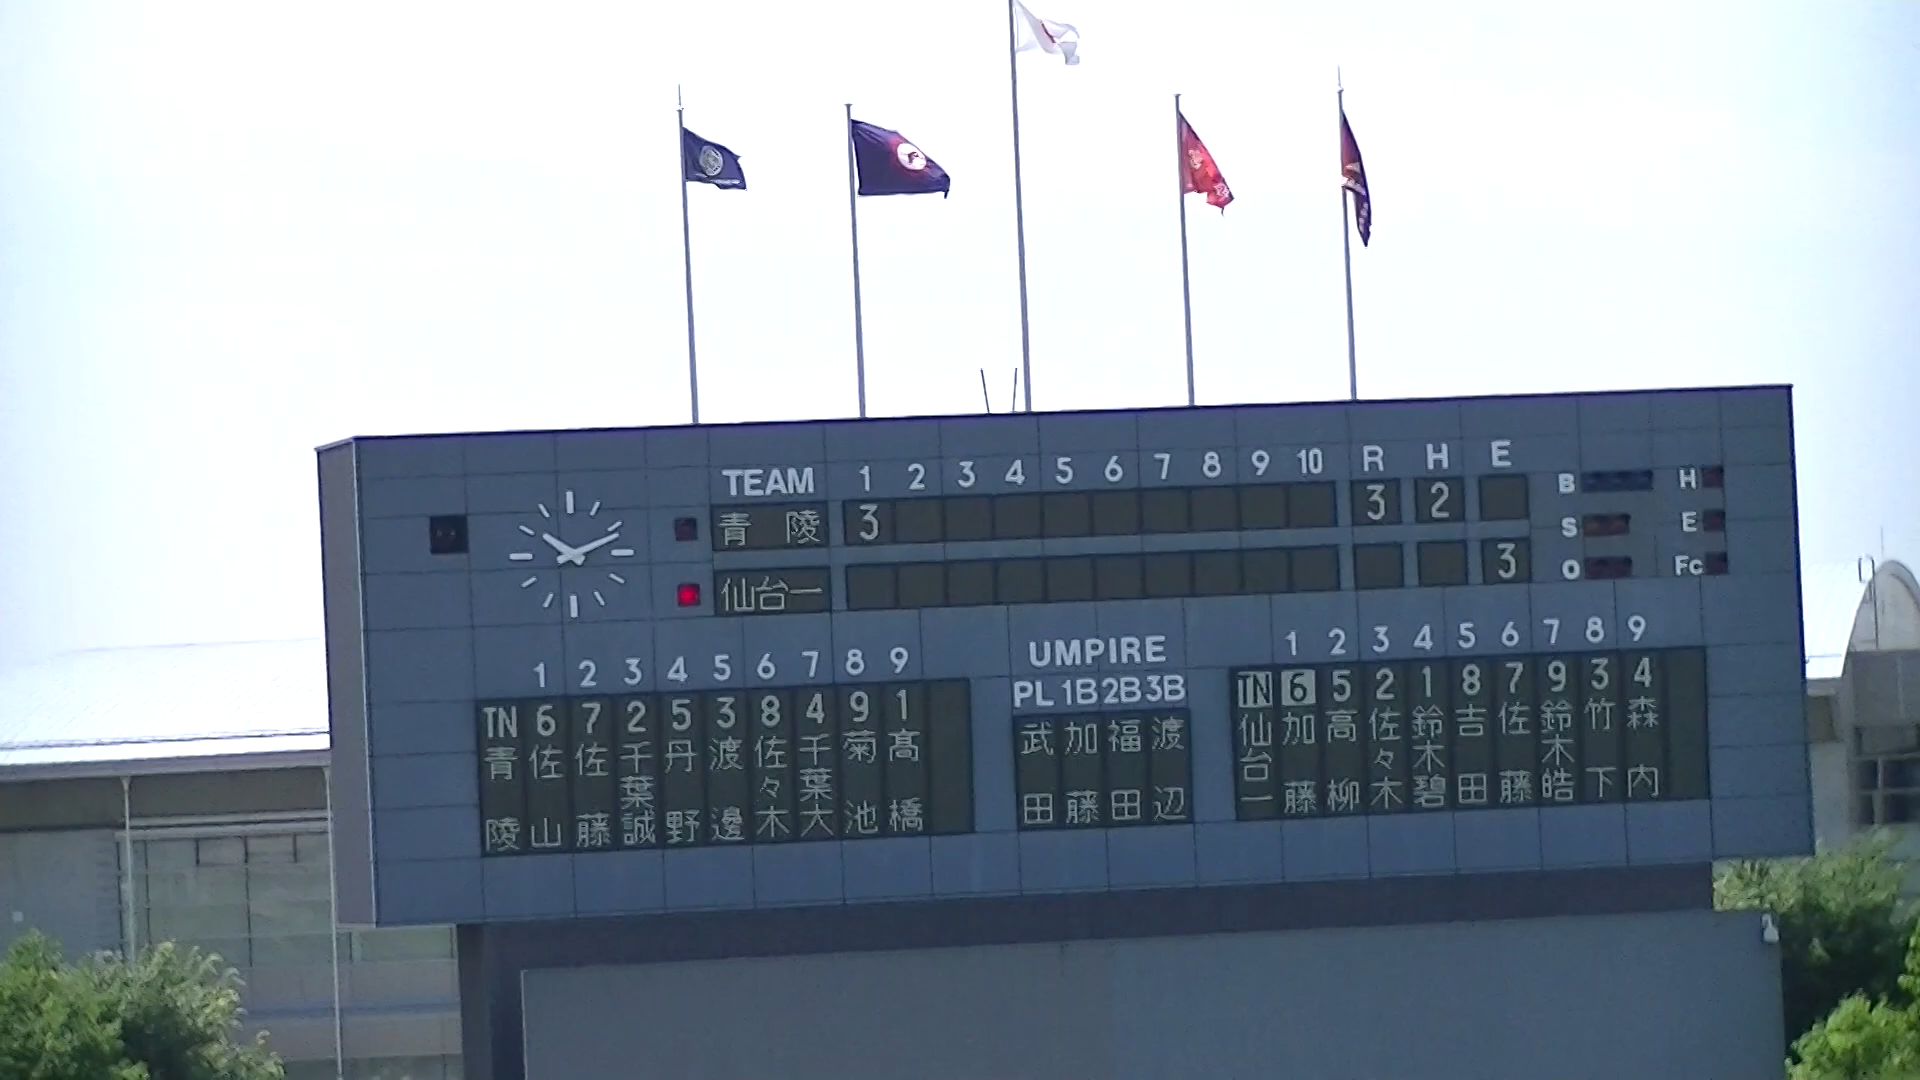 TEAM 1 2 3 4 5 6 7 8 9 10 R H E
青陵 3 3 2
仙台一 3
B H
S E
O Fc
1 2 3 4 5 6 7 8 9
TN 6 7 2 5 3 8 4 9 1
青陵 佐山 佐藤 千葉誠 丹野 渡邊 佐々木 千葉大 菊池 髙橋
UMPIRE
PL 1B 2B 3B
武田 加藤 福田 渡辺
1 2 3 4 5 6 7 8 9
TN 6 5 2 1 8 7 9 3 4
仙台一 加藤 高柳 佐々木 鈴木碧 吉田 佐藤 鈴木皓 竹下 森内